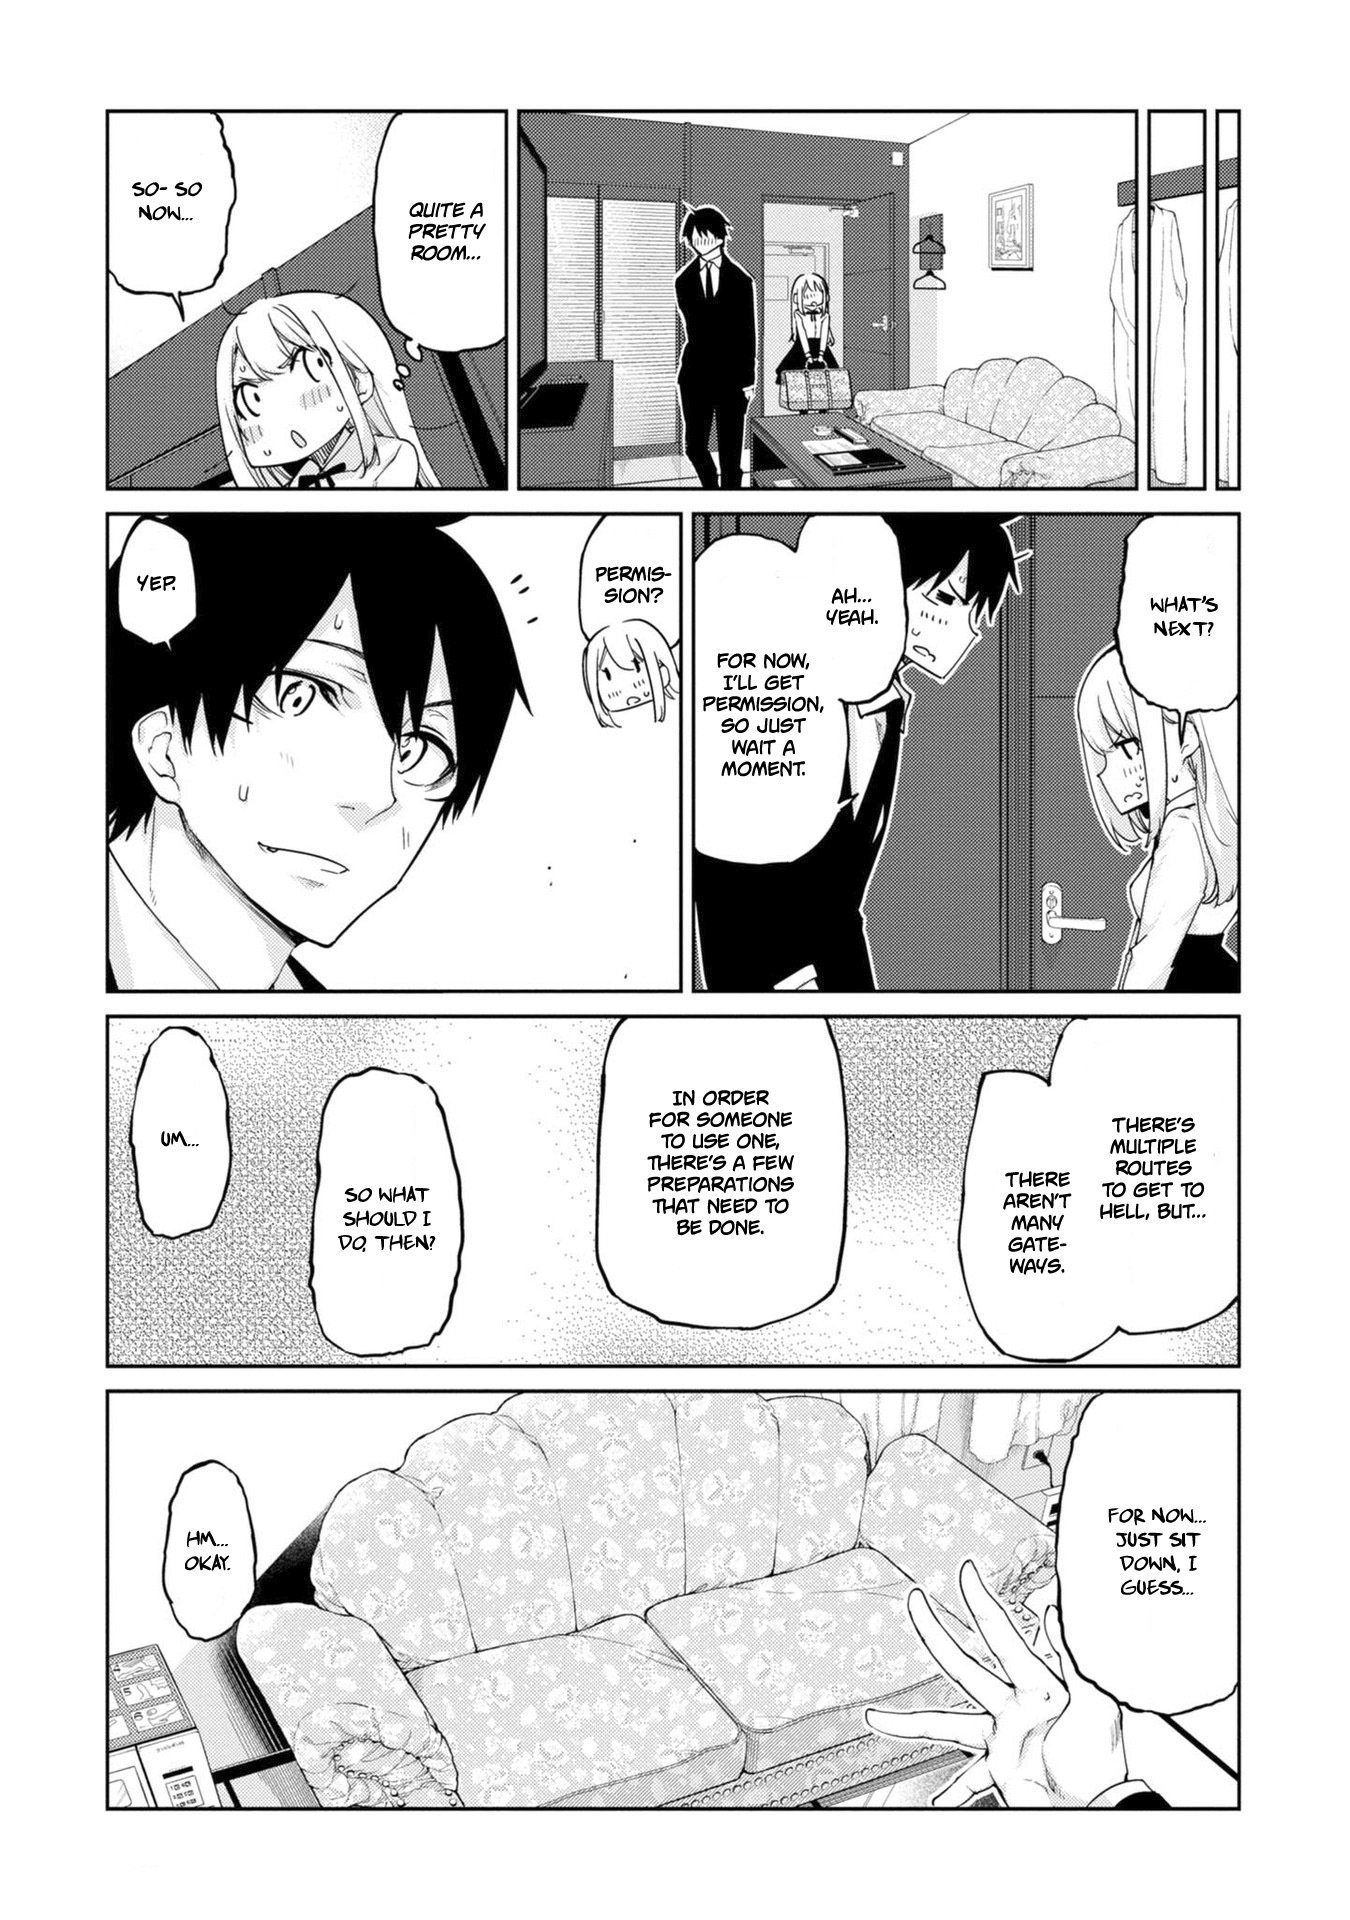 QUITE A
PRETTY
ROOM...
SO- SO
NOW...
WHAT'S
NEXT?
AH...
YEAH.
FOR NOW,
I'LL GET
PERMISSION,
SO JUST
WAIT A
MOMENT.
PERMIS-
SION?
YEP.
THERE'S
MULTIPLE
ROUTES
TO GET TO
HELL, BUT...
THERE
AREN'T
MANY
GATE-
WAYS.
IN ORDER
FOR SOMEONE
TO USE ONE,
THERE'S A FEW
PREPARATIONS
THAT NEED TO
BE DONE.
SO WHAT
SHOULD I
DO, THEN?
UM...
FOR NOW...
JUST SIT
DOWN, I
GUESS...
HM...
OKAY.